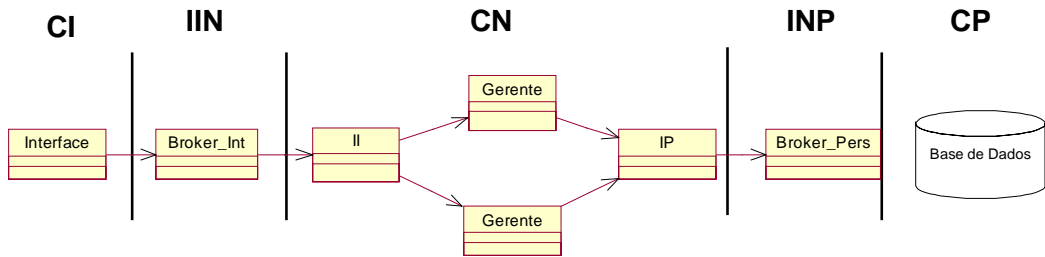 CI
IIN
CN
INP
CP
Interface
Broker_Int
II
Gerente
Gerente
IP
Broker_Pers
Base de Dados